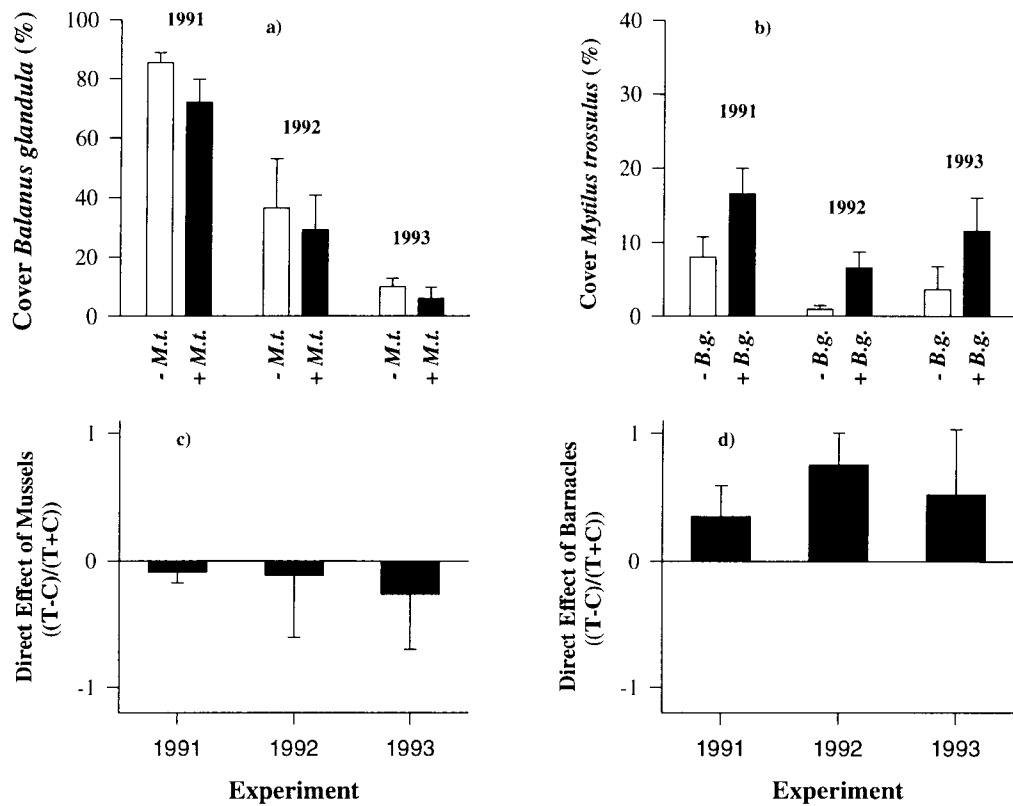 Cover Balanus glandula (%)
100
80
60
40
20
0
1991
a)
1992
1993
- M.t.
+ M.t.
- M.t.
+ M.t.
- M.t.
+ M.t.
Cover Mytilus trossulus (%)
40
30
20
10
0
b)
1991
1992
1993
- B.g.
+ B.g.
- B.g.
+ B.g.
- B.g.
+ B.g.
Direct Effect of Mussels
((T-C)/(T+C))
1
0
-1
c)
1991
1992
1993
Experiment
Direct Effect of Barnacles
((T-C)/(T+C))
1
0
-1
d)
1991
1992
1993
Experiment